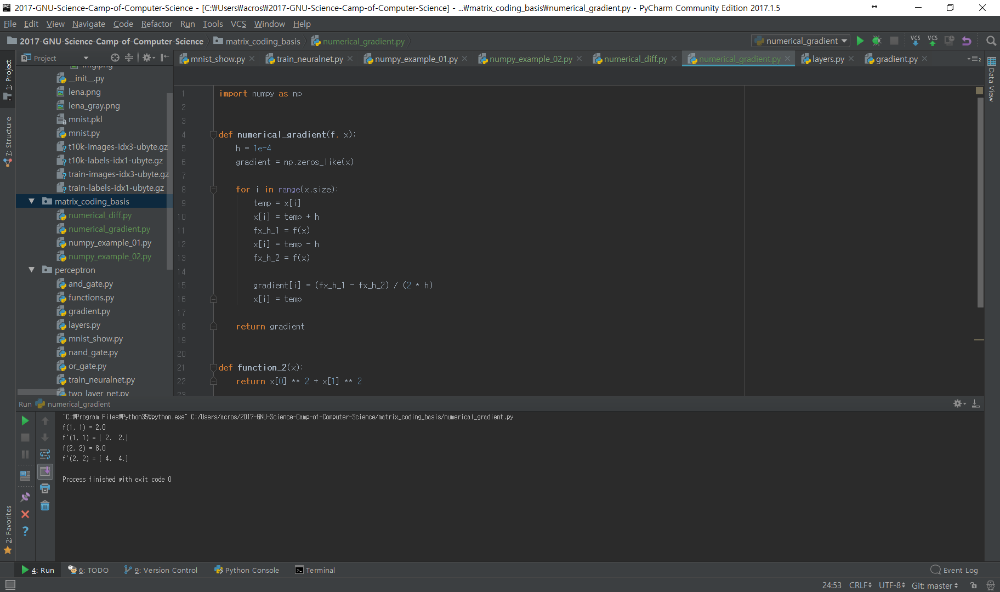 2017-GNU-Science-Camp-of-Computer-Science - [C:₩Users₩acros₩2017-GNU-Science-Camp-of-Computer-Science] - ...₩matrix_coding_basis₩numerical_gradient.py - PyCharm Community Edition 2017.1.5
File Edit View Navigate Code Refactor Run Tools VCS Window Help
2017-GNU-Science-Camp-of-Computer-Science matrix_coding_basis numerical_gradient.py
numerical_gradient VCS VCS
Project
mnist_show.py train_neuralnet.py numpy_example_01.py numpy_example_02.py numerical_diff.py numerical_gradient.py layers.py gradient.py
1: Project
7: Structure
2: Favorites
Data View
img.png
__init__.py
lena.png
lena_gray.png
mnist.pkl
mnist.py
t10k-images-idx3-ubyte.gz
t10k-labels-idx1-ubyte.gz
train-images-idx3-ubyte.gz
train-labels-idx1-ubyte.gz
matrix_coding_basis
numerical_diff.py
numerical_gradient.py
numpy_example_01.py
numpy_example_02.py
perceptron
and_gate.py
functions.py
gradient.py
layers.py
mnist_show.py
nand_gate.py
or_gate.py
train_neuralnet.py
two_layer_net.py
1 import numpy as np
2
3
4 def numerical_gradient(f, x):
5 h = 1e-4
6 gradient = np.zeros_like(x)
7
8 for i in range(x.size):
9 temp = x[i]
10 x[i] = temp + h
11 fx_h_1 = f(x)
12 x[i] = temp - h
13 fx_h_2 = f(x)
14
15 gradient[i] = (fx_h_1 - fx_h_2) / (2 * h)
16 x[i] = temp
17
18 return gradient
19
20
21 def function_2(x):
22 return x[0] ** 2 + x[1] ** 2
23
Run numerical_gradient
"C:₩Program Files₩Python35₩python.exe" C:/Users/acros/2017-GNU-Science-Camp-of-Computer-Science/matrix_coding_basis/numerical_gradient.py
f(1, 1) = 2.0
f'(1, 1) = [ 2.  2.]
f(2, 2) = 8.0
f'(2, 2) = [ 4.  4.]
Process finished with exit code 0
4: Run 6: TODO 9: Version Control Python Console Terminal Event Log
24:53 CRLF UTF-8 Git: master